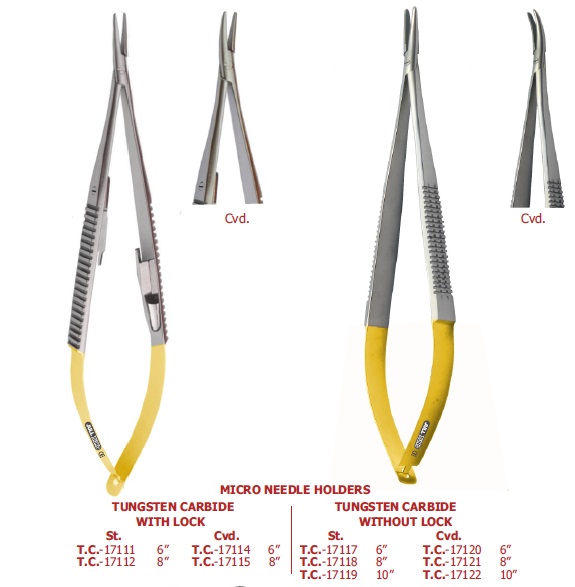 Cvd.
Cvd.
MICRO NEEDLE HOLDERS
TUNGSTEN CARBIDE
WITH LOCK
St. Cvd.
T.C.-17111 6″ T.C.-17114 6″
T.C.-17112 8″ T.C.-17115 8″
TUNGSTEN CARBIDE
WITHOUT LOCK
St. Cvd.
T.C.-17117 6″ T.C.-17120 6″
T.C.-17118 8″ T.C.-17121 8″
T.C.-17119 10″ T.C.-17122 10″